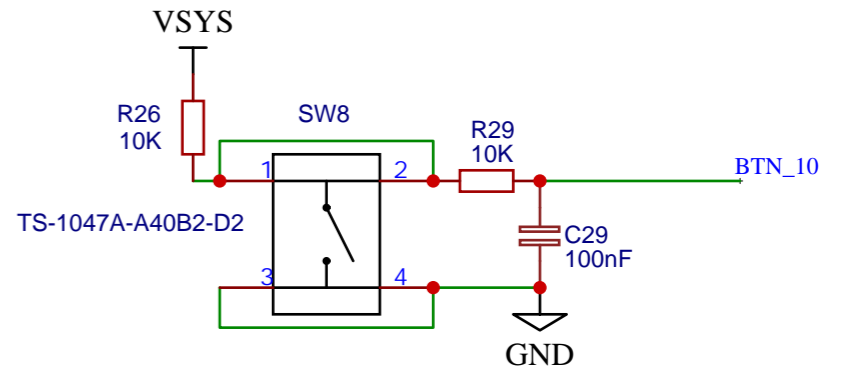 VSYS
R26
10K
SW8
R29
10K
1
2
BTN_10
TS-1047A-A40B2-D2
C29
100nF
3
4
GND